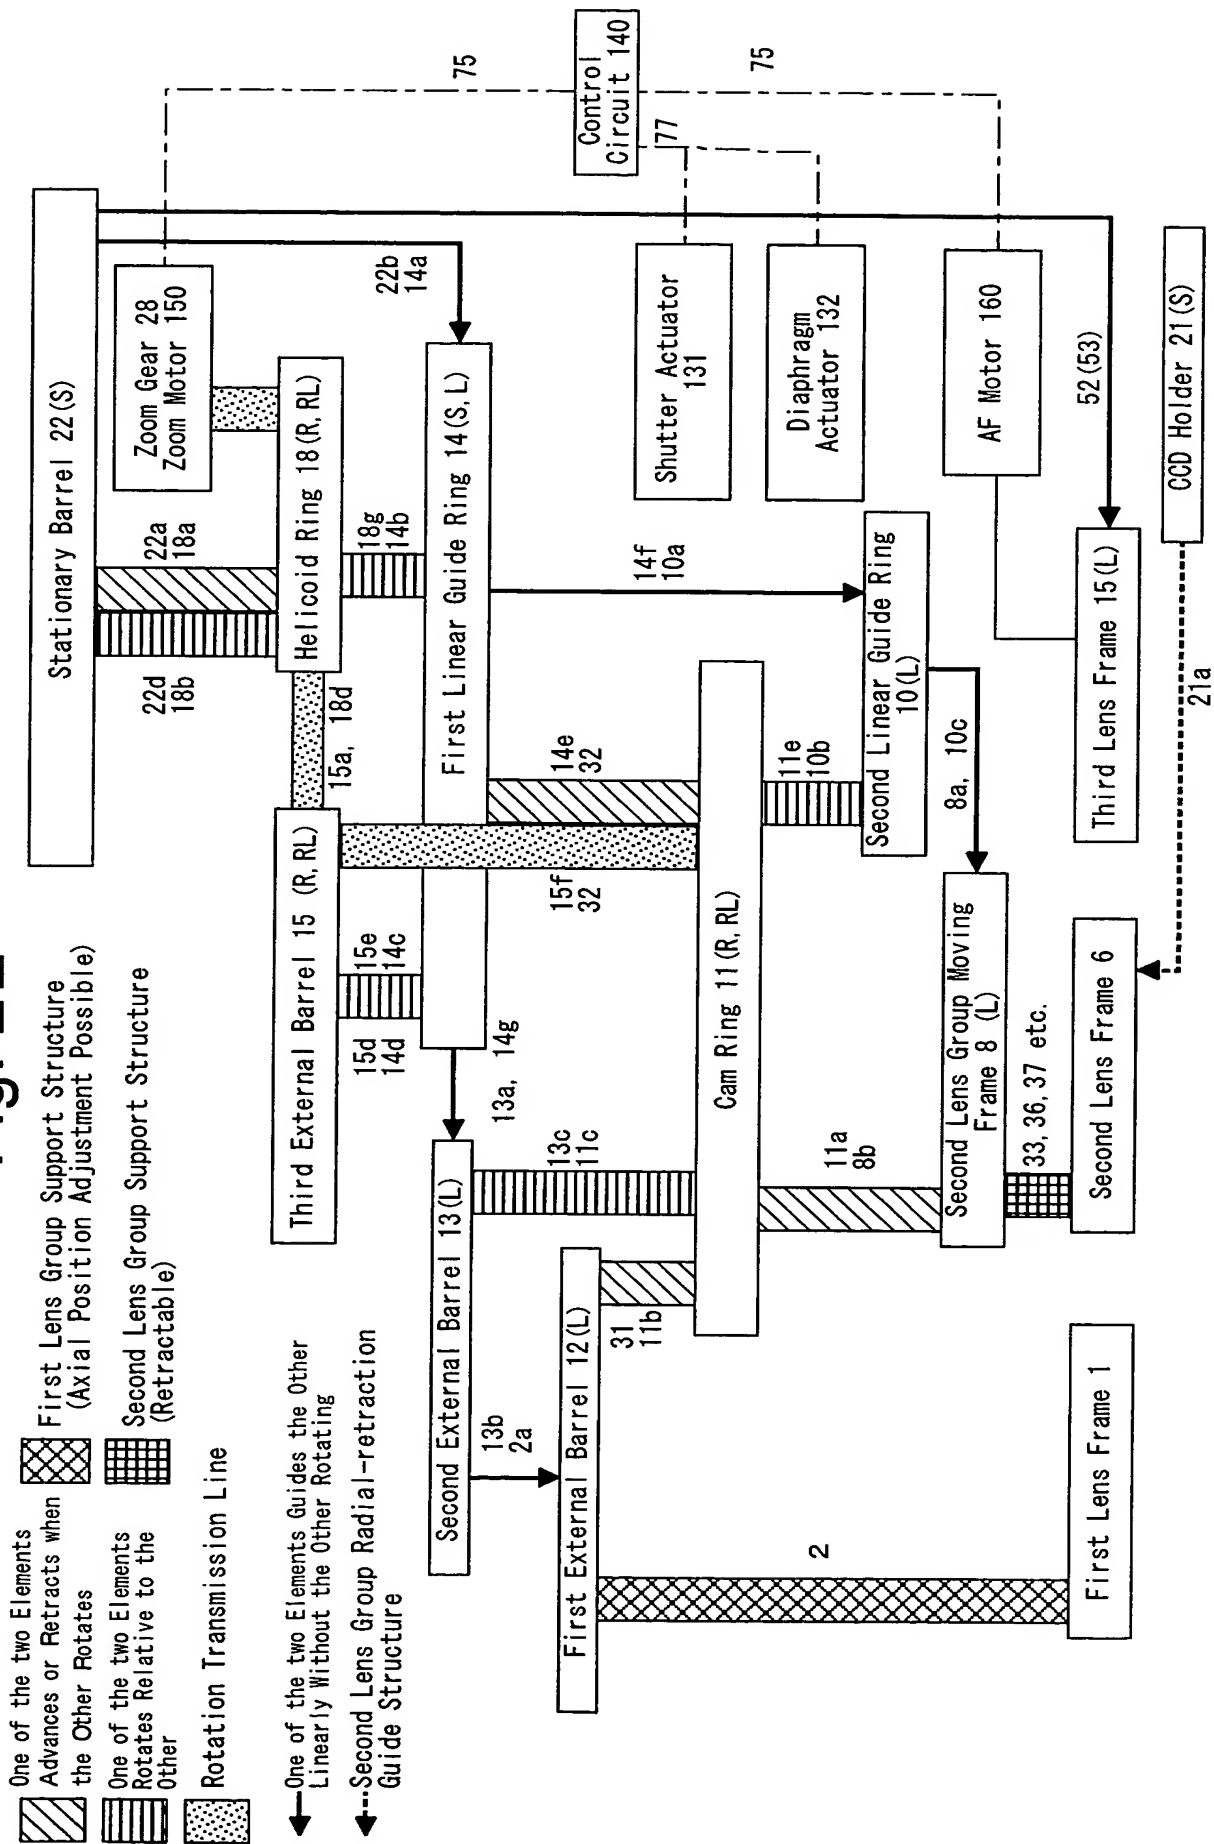 One of the two Elements
Advances or Retracts when
the Other Rotates
One of the two Elements
Rotates Relative to the
Other
Rotation Transmission Line
First Lens Group Support Structure
(Axial Position Adjustment Possible)
Second Lens Group Support Structure
(Retractable)
One of the two Elements Guides the Other
Linearly Without the Other Rotating
Second Lens Group Radial-retraction
Guide Structure
Stationary Barrel 22(S)
22a
18a
22d
18b
Zoom Gear 28
Zoom Motor 150
75
Control
Circuit 140
75
77
22b
14a
Third External Barrel 15 (R, RL)
15a, 18d
Helicoid Ring 18(R, RL)
18g
14b
15e
14c
15d
14d
First Linear Guide Ring 14(S, L)
13a, 14g
Second External Barrel 13(L)
13b
2a
13c
11c
15f
32
14e
32
14f
10a
Shutter Actuator
131
Diaphragm
Actuator 132
First External Barrel 12(L)
31
11b
Cam Ring 11(R, RL)
11e
10b
Second Linear Guide Ring
10(L)
11a
8b
8a, 10c
AF Motor 160
Second Lens Group Moving
Frame 8 (L)
33, 36, 37 etc.
52(53)
2
First Lens Frame 1
Second Lens Frame 6
Third Lens Frame 15(L)
CCD Holder 21(S)
21a